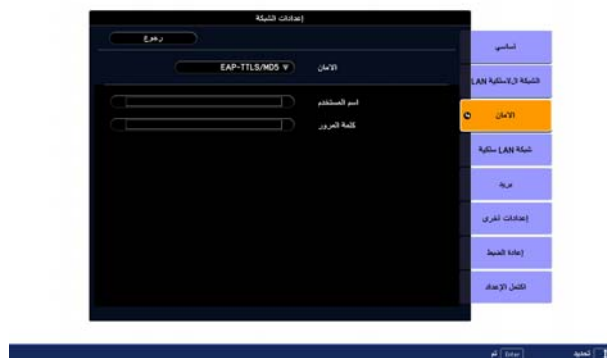 إعدادات الشبكة
رجوع
الأمان EAP-TTLS/MD5
اسم المستخدم
كلمة المرور
أساسي
الشبكة اللاسلكية LAN
الأمان
شبكة LAN سلكية
بريد
إعدادات أخرى
إعادة الضبط
اكتمل الإعداد
تحديد
[Enter] تم